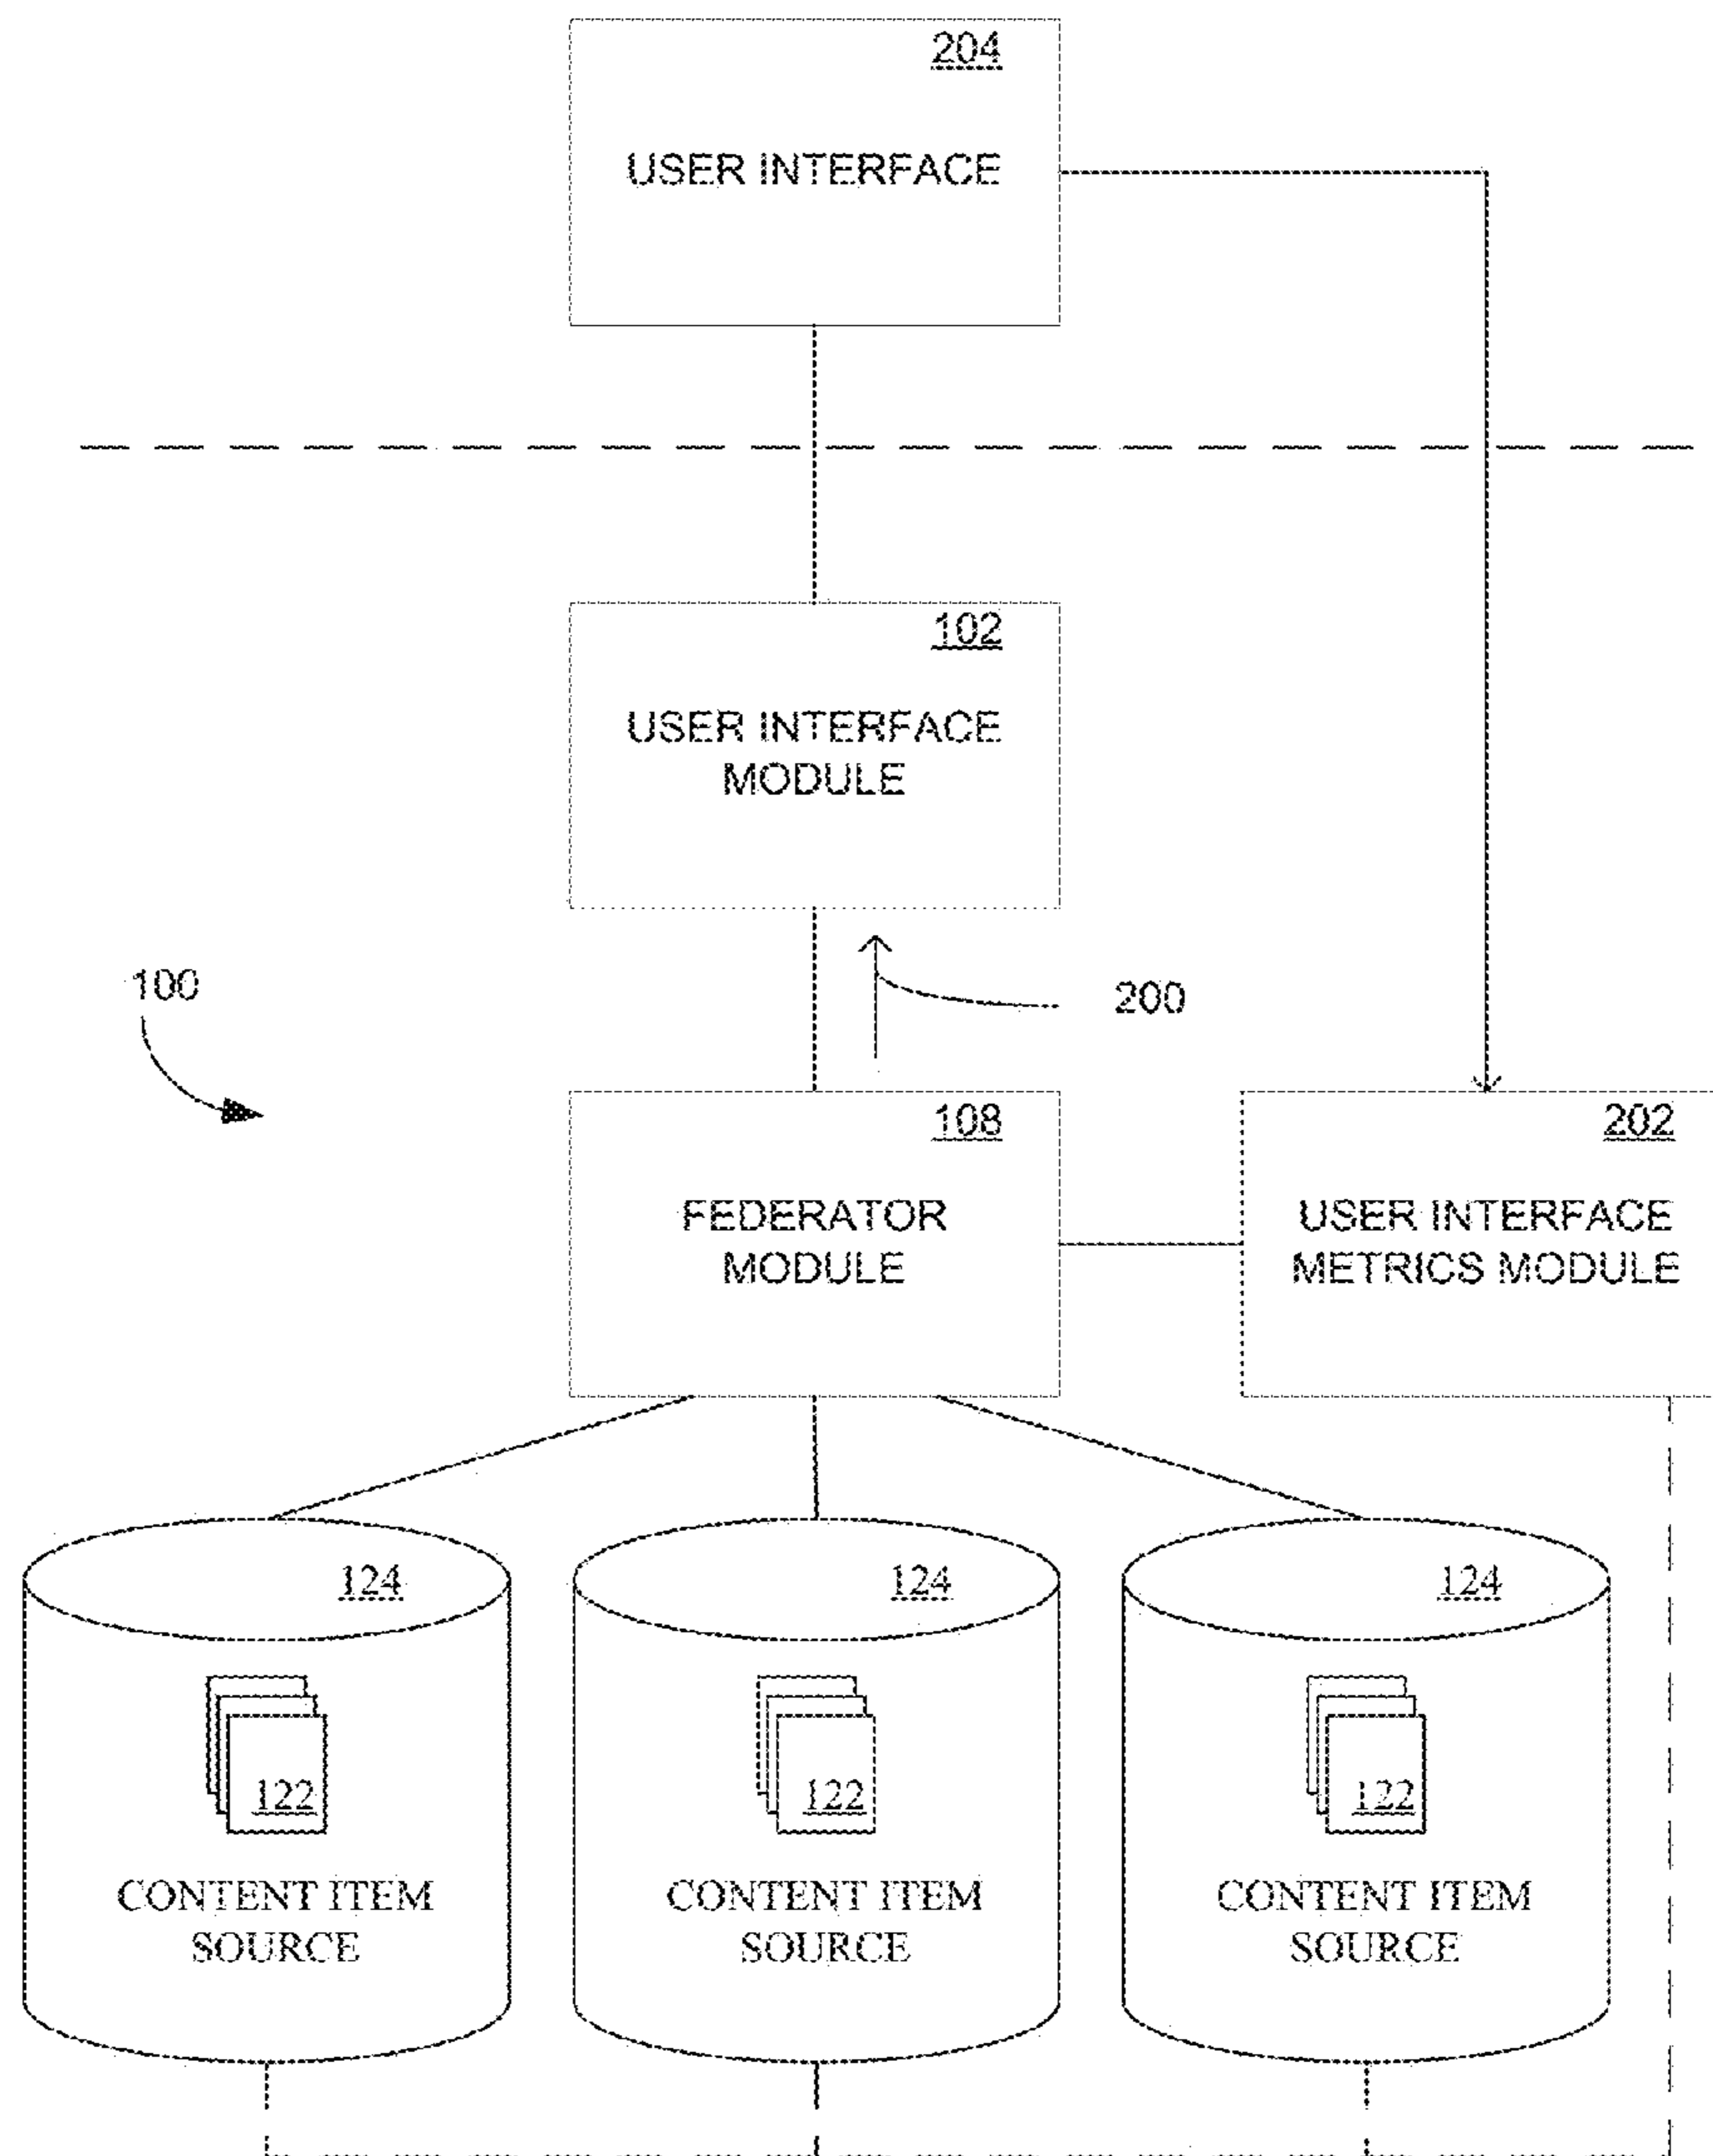 204
USER INTERFACE
102
USER INTERFACE
MODULE
100
200
108
FEDERATOR
MODULE
202
USER INTERFACE
METRICS MODULE
124
124
124
122
122
122
CONTENT ITEM
SOURCE
CONTENT ITEM
SOURCE
CONTENT ITEM
SOURCE